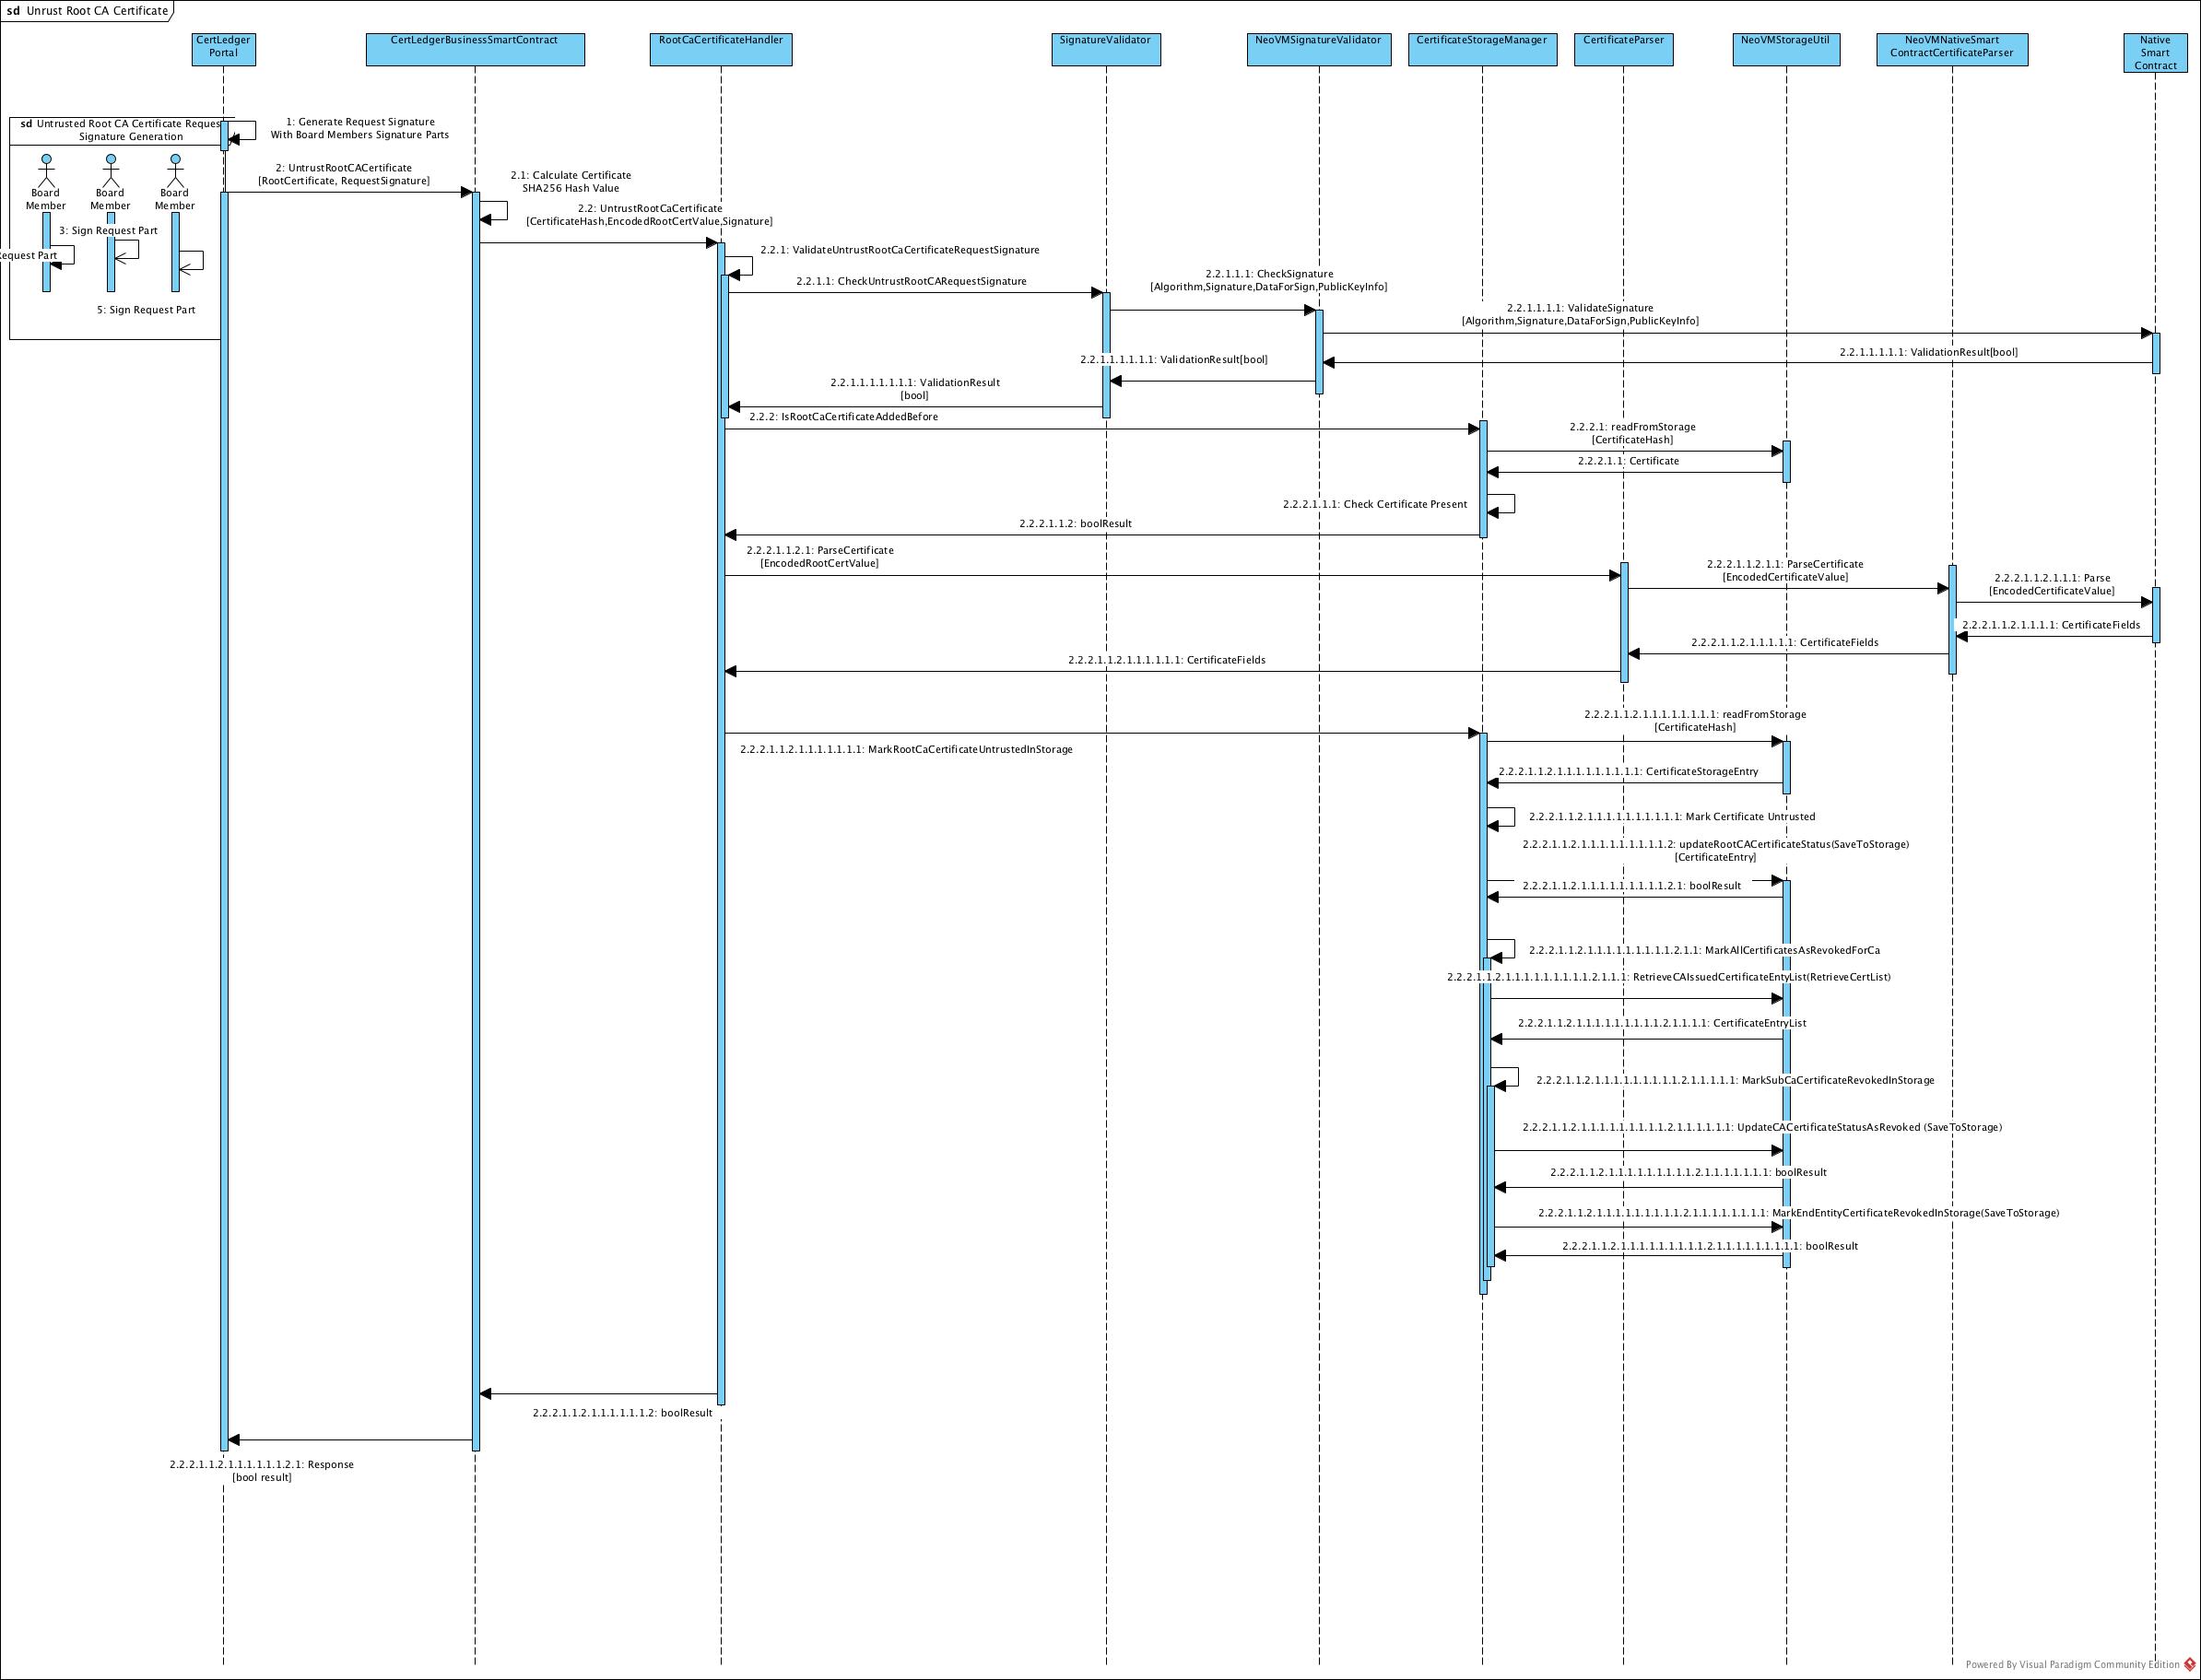 sd Unrust Root CA Certificate
CertLedger
Portal
CertLedgerBusinessSmartContract
RootCaCertificateHandler
SignatureValidator
NeoVMSignatureValidator
CertificateStorageManager
CertificateParser
NeoVMStorageUtil
NeoVMNativeSmart
ContractCertificateParser
Native
Smart
Contract
sd Untrusted Root CA Certificate Reques
Signature Generation
1: Generate Request Signature
With Board Members Signature Parts
Board
Member
Board
Member
Board
Member
2: UntrustRootCACertificate
[RootCertificate, RequestSignature]
2.1: Calculate Certificate
SHA256 Hash Value
2.2: UntrustRootCaCertificate
[CertificateHash,EncodedRootCertValue,Signature]
3: Sign Request Part
Request Part
5: Sign Request Part
2.2.1: ValidateUntrustRootCaCertificateRequestSignature
2.2.1.1: CheckUntrustRootCARequestSignature
2.2.1.1.1: CheckSignature
[Algorithm,Signature,DataForSign,PublicKeyInfo]
2.2.1.1.1.1: ValidateSignature
[Algorithm,Signature,DataForSign,PublicKeyInfo]
2.2.1.1.1.1.1: ValidationResult[bool]
2.2.1.1.1.1.1.1: ValidationResult[bool]
2.2.1.1.1.1.1.1.1: ValidationResult
[bool]
2.2.2: IsRootCaCertificateAddedBefore
2.2.2.1: readFromStorage
[CertificateHash]
2.2.2.1.1: Certificate
2.2.2.1.1.1: Check Certificate Present
2.2.2.1.1.2: boolResult
2.2.2.1.1.2.1: ParseCertificate
[EncodedRootCertValue]
2.2.2.1.1.2.1.1: ParseCertificate
[EncodedCertificateValue]
2.2.2.1.1.2.1.1.1: Parse
[EncodedCertificateValue]
2.2.2.1.1.2.1.1.1.1: CertificateFields
2.2.2.1.1.2.1.1.1.1.1: CertificateFields
2.2.2.1.1.2.1.1.1.1.1.1: CertificateFields
2.2.2.1.1.2.1.1.1.1.1.1.1.1: readFromStorage
[CertificateHash]
2.2.2.1.1.2.1.1.1.1.1.1.1: MarkRootCaCertificateUntrustedInStorage
2.2.2.1.1.2.1.1.1.1.1.1.1.1.1: CertificateStorageEntry
2.2.2.1.1.2.1.1.1.1.1.1.1.1.1.1: Mark Certificate Untrusted
2.2.2.1.1.2.1.1.1.1.1.1.1.1.1.2: updateRootCACertificateStatus(SaveToStorage)
[CertificateEntry]
2.2.2.1.1.2.1.1.1.1.1.1.1.1.1.2.1: boolResult
2.2.2.1.1.2.1.1.1.1.1.1.1.1.1.2.1.1: MarkAllCertificatesAsRevokedForCa
2.2.2.1.1.2.1.1.1.1.1.1.1.1.1.2.1.1.1: RetrieveCAIssuedCertificateEntyList(RetrieveCertList)
2.2.2.1.1.2.1.1.1.1.1.1.1.1.1.2.1.1.1.1: CertificateEntryList
2.2.2.1.1.2.1.1.1.1.1.1.1.1.1.2.1.1.1.1.1: MarkSubCaCertificateRevokedInStorage
2.2.2.1.1.2.1.1.1.1.1.1.1.1.1.2.1.1.1.1.1.1: UpdateCACertificateStatusAsRevoked (SaveToStorage)
2.2.2.1.1.2.1.1.1.1.1.1.1.1.1.2.1.1.1.1.1.1.1: boolResult
2.2.2.1.1.2.1.1.1.1.1.1.1.1.1.2.1.1.1.1.1.1.1.1: MarkEndEntityCertificateRevokedInStorage(SaveToStorage)
2.2.2.1.1.2.1.1.1.1.1.1.1.1.1.2.1.1.1.1.1.1.1.1.1: boolResult
2.2.2.1.1.2.1.1.1.1.1.1.2: boolResult
2.2.2.1.1.2.1.1.1.1.1.1.2.1: Response
[bool result]
Powered By Visual Paradigm Community Edition